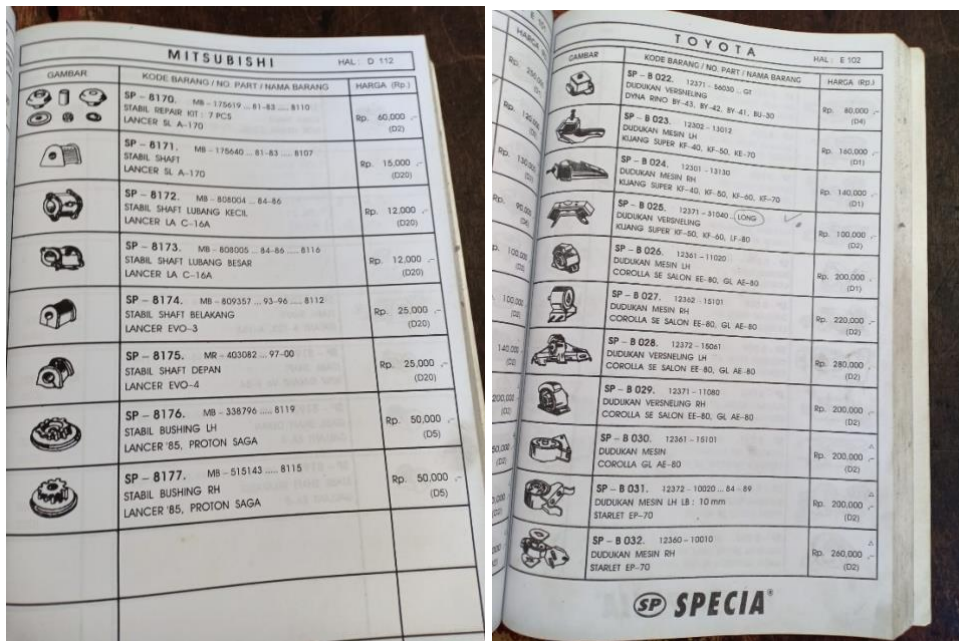 MITSUBISHI
HAL : D 112
GAMBAR
KODE BARANG / NO. PART / NAMA BARANG
HARGA (Rp.)
SP – 8170. MB – 175619 ... 81-83 ..... 8110
STABIL REPAIR KIT : 7 PCS
LANCER SL A-170
Rp. 60,000 ,-
(D2)
SP – 8171. MB – 175640 ... 81-83 ..... 8107
STABIL SHAFT
LANCER SL A-170
Rp. 15,000 ,-
(D20)
SP – 8172. MB – 808004 ... 84-86
STABIL SHAFT LUBANG KECIL
LANCER LA C-16A
Rp. 12,000 ,-
(D20)
SP – 8173. MB – 808005 ... 84-86 ..... 8116
STABIL SHAFT LUBANG BESAR
LANCER LA C-16A
Rp. 12,000 ,-
(D20)
SP – 8174. MB – 809357 ... 93-96 ..... 8112
STABIL SHAFT BELAKANG
LANCER EVO-3
Rp. 25,000 ,-
(D20)
SP – 8175. MR – 403082 ... 97-00
STABIL SHAFT DEPAN
LANCER EVO-4
Rp. 25,000 ,-
(D20)
SP – 8176. MB – 338796 ..... 8119
STABIL BUSHING LH
LANCER '85, PROTON SAGA
Rp. 50,000 ,-
(D5)
SP – 8177. MB – 515143 ..... 8115
STABIL BUSHING RH
LANCER '85, PROTON SAGA
Rp. 50,000 ,-
(D5)
TOYOTA
HAL : E 102
GAMBAR
KODE BARANG / NO. PART / NAMA BARANG
HARGA (Rp.)
SP – B 022. 12371 – 56030 ... GT
DUDUKAN VERSNELING
DYNA RINO BY-43, BY-42, BY-41, BU-30
Rp. 80,000 ,-
(D4)
SP – B 023. 12302 – 13012
DUDUKAN MESIN LH
KIJANG SUPER KF-40, KF-50, KE-70
Rp. 160,000 ,-
(D1)
SP – B 024. 12301 – 13130
DUDUKAN MESIN RH
KIJANG SUPER KF-40, KF-50, KF-60, KF-70
Rp. 140,000 ,-
(D1)
SP – B 025. 12371 – 31040 .. LONG
DUDUKAN VERSNELING
KIJANG SUPER KF-50, KF-60, LF-80
Rp. 100,000 ,-
(D2)
SP – B 026. 12361 – 11020
DUDUKAN MESIN LH
COROLLA SE SALON EE-80, GL AE-80
Rp. 200,000 ,-
(D1)
SP – B 027. 12362 – 15101
DUDUKAN MESIN RH
COROLLA SE SALON EE-80, GL AE-80
Rp. 220,000 ,-
(D2)
SP – B 028. 12372 – 15061
DUDUKAN VERSNELING LH
COROLLA SE SALON EE-80, GL AE-80
Rp. 280,000 ,-
(D2)
SP – B 029. 12371 – 11080
DUDUKAN VERSNELING RH
COROLLA SE SALON EE-80, GL AE-80
Rp. 200,000 ,-
(D2)
SP – B 030. 12361 – 15101
DUDUKAN MESIN
COROLLA GL AE-80
Rp. 200,000 ,-
(D2)
SP – B 031. 12372 – 10020 ... 84 - 89
DUDUKAN MESIN LH LB : 10 mm
STARLET EP-70
Rp. 200,000 ,-
(D2)
SP – B 032. 12360 – 10010
DUDUKAN MESIN RH
STARLET EP-70
Rp. 260,000 ,-
(D2)
SP SPECIA®